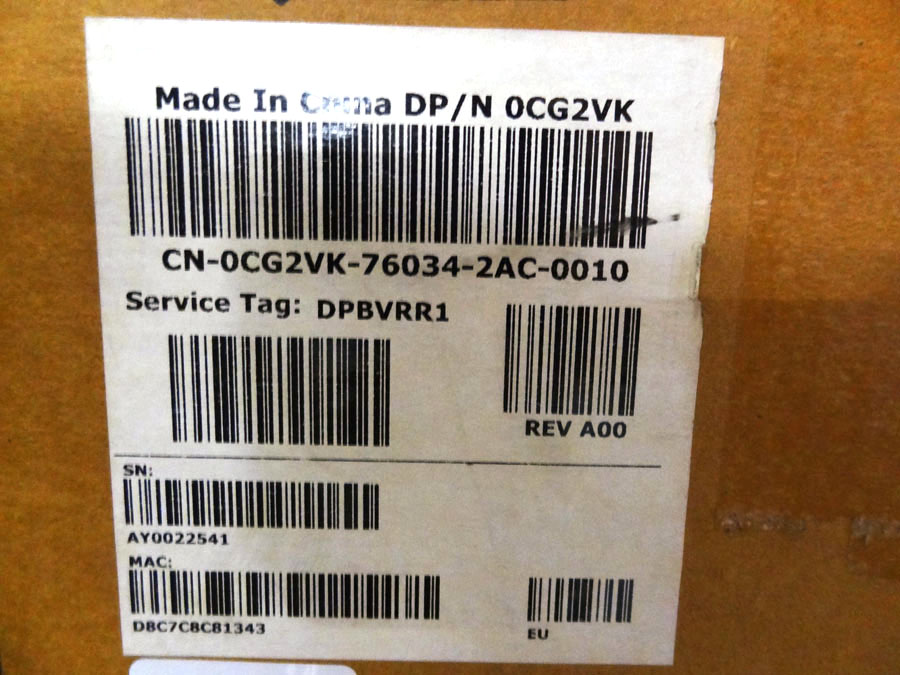 Made In China DP/N 0CG2VK
CN-0CG2VK-76034-2AC-0010
Service Tag: DPBVRR1
REV A00
SN:
AY0022541
MAC:
D8C7C8C81343
EU